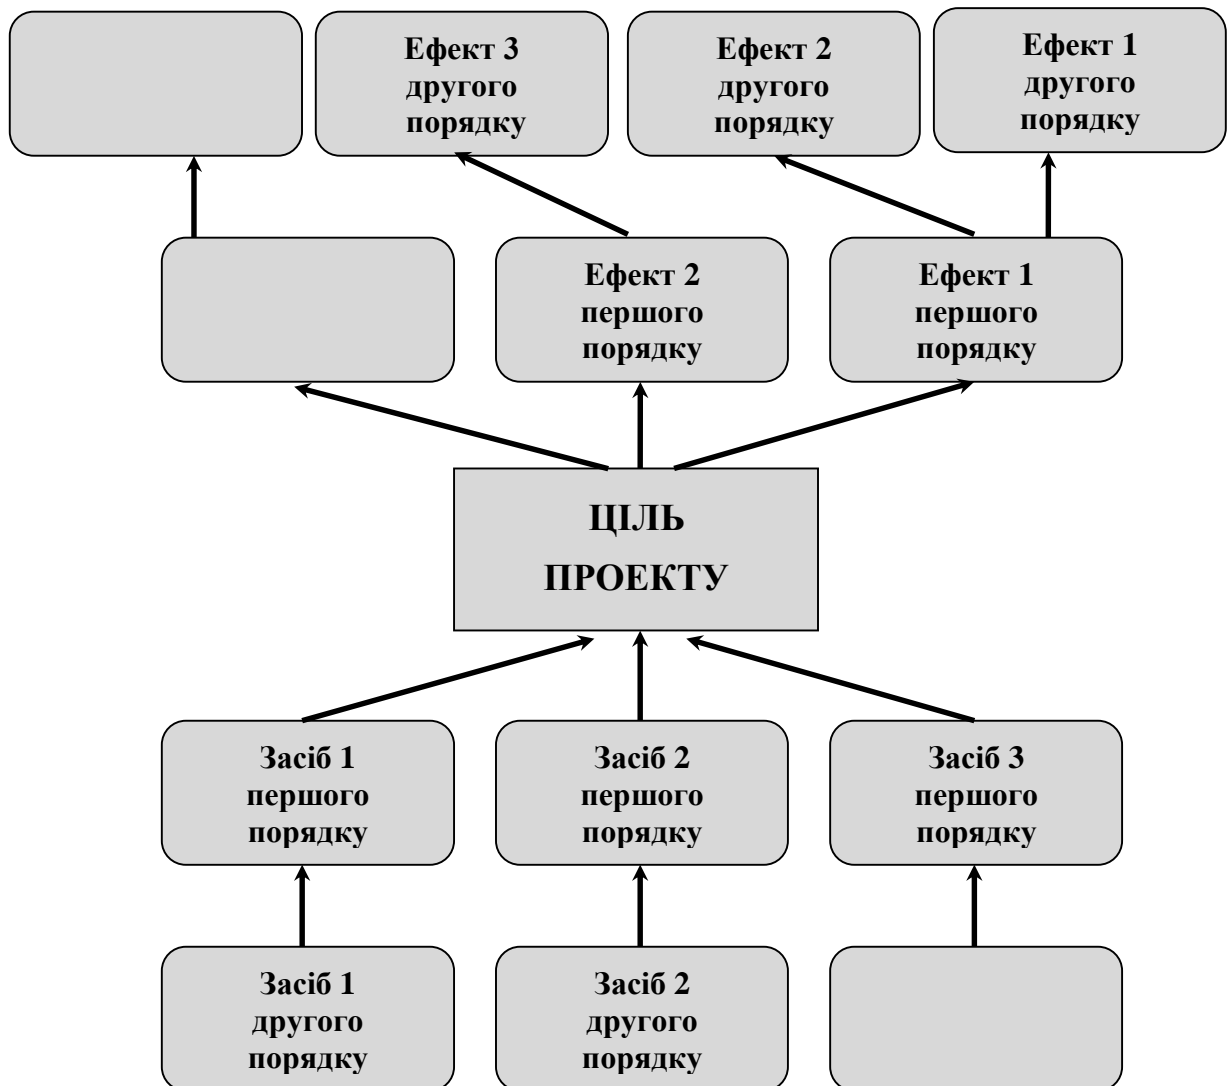 Ефект 3
другого
порядку
Ефект 2
другого
порядку
Ефект 1
другого
порядку
Ефект 2
першого
порядку
Ефект 1
першого
порядку
ЦІЛЬ
ПРОЕКТУ
Засіб 1
першого
порядку
Засіб 2
першого
порядку
Засіб 3
першого
порядку
Засіб 1
другого
порядку
Засіб 2
другого
порядку